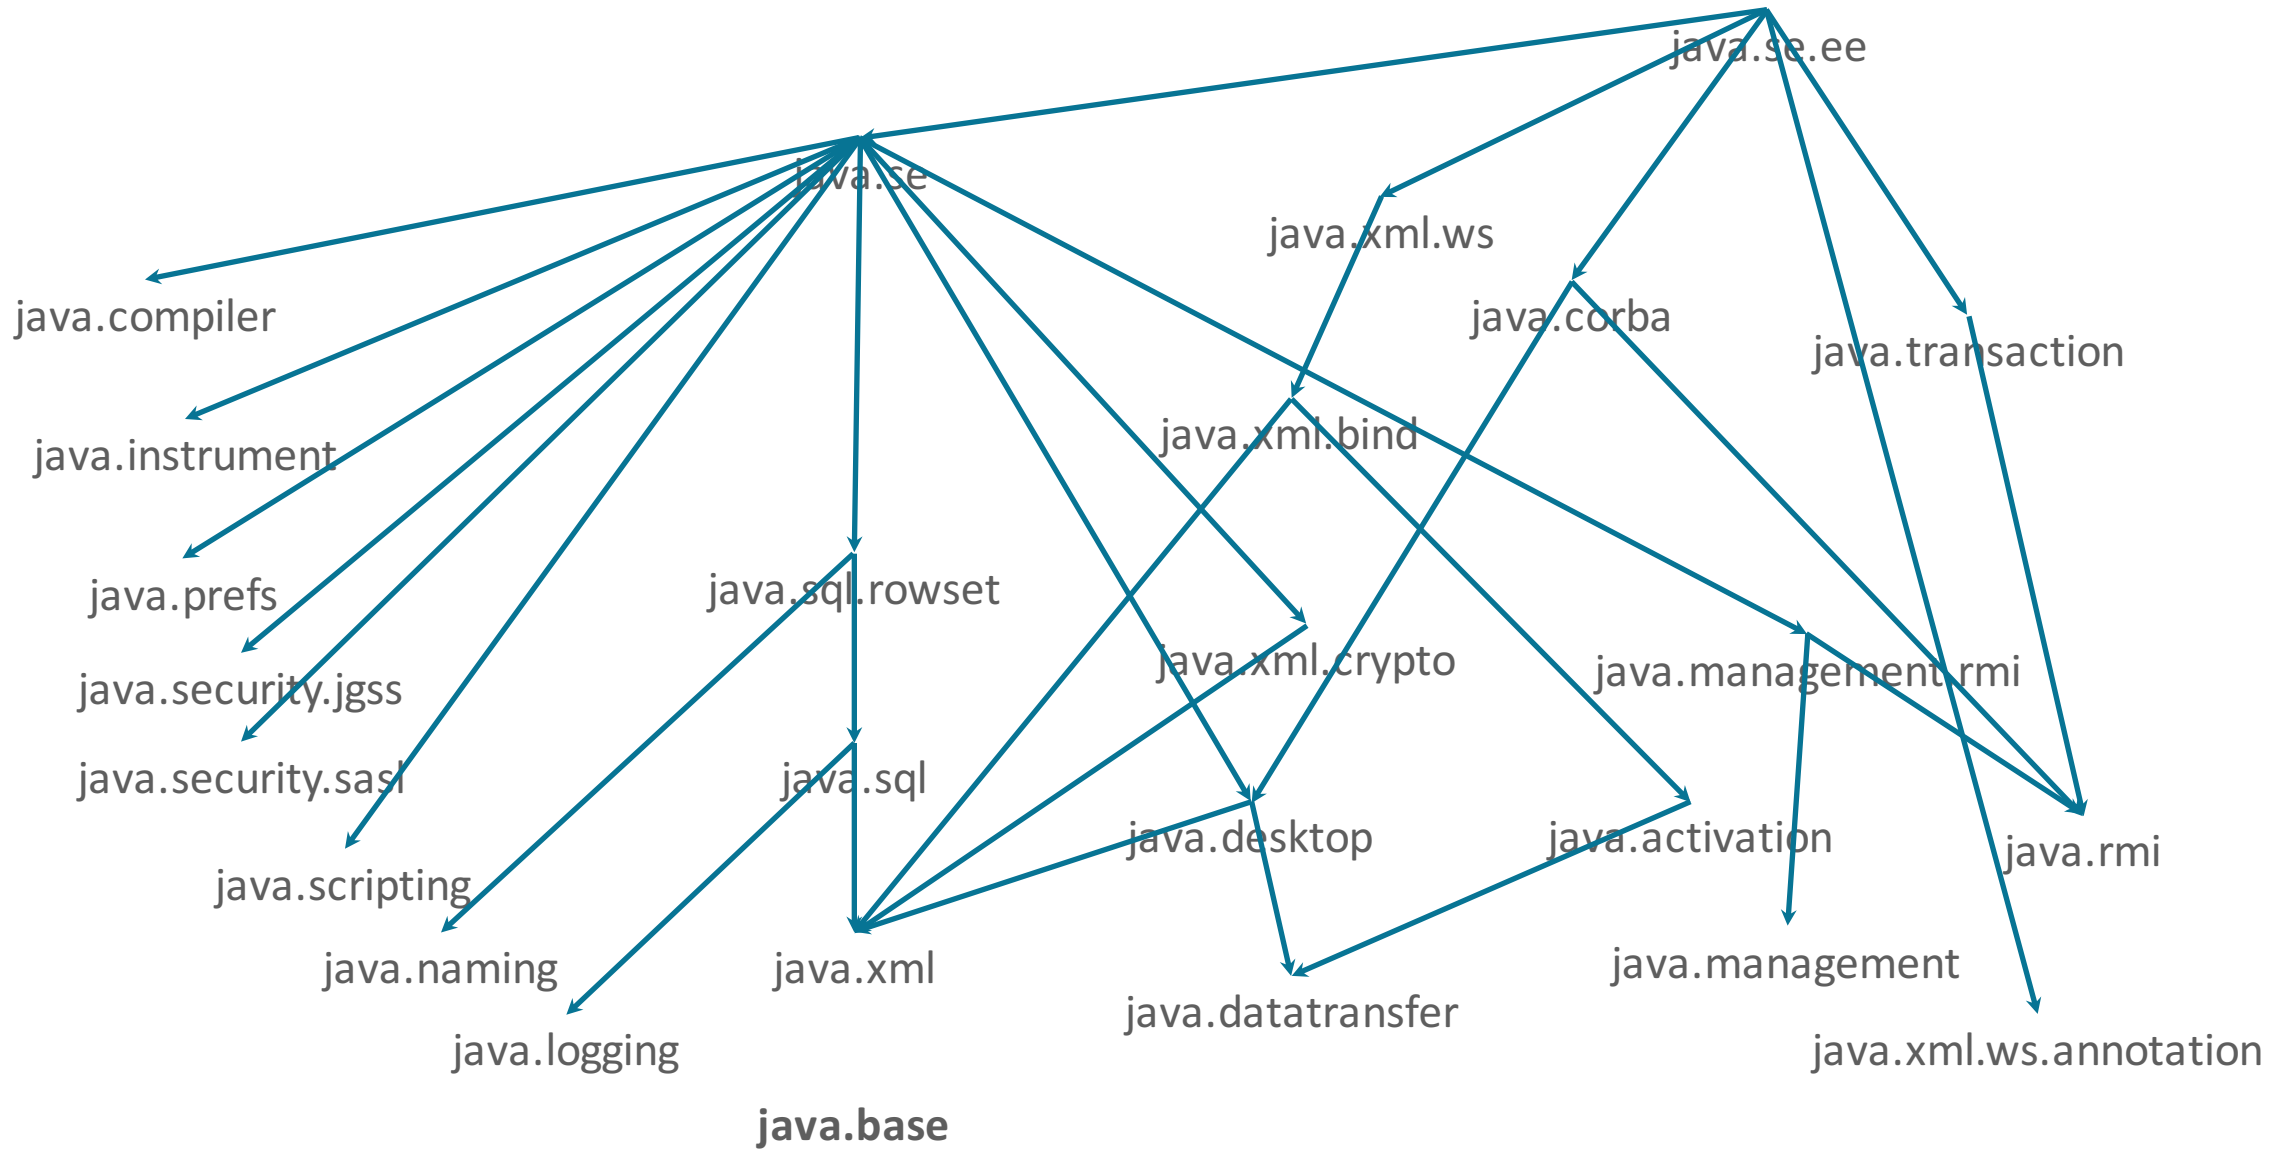 java.se.ee
java.se
java.xml.ws
java.compiler
java.corba
java.transaction
java.instrument
java.xml.bind
java.prefs
java.sql.rowset
java.xml.crypto
java.management.rmi
java.security.jgss
java.security.sasl
java.sql
java.desktop
java.activation
java.rmi
java.scripting
java.naming
java.xml
java.management
java.datatransfer
java.logging
java.xml.ws.annotation
java.base